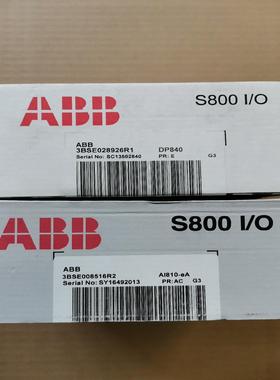 ABB
S800 I/O
ABB
3BSE028926R1 DP840
Serial No: SC13502840 PR: E G3
ABB
S800 I/O
ABB
3BSE008516R2 AI810-eA
Serial No: SY16492013 PR:AC G3